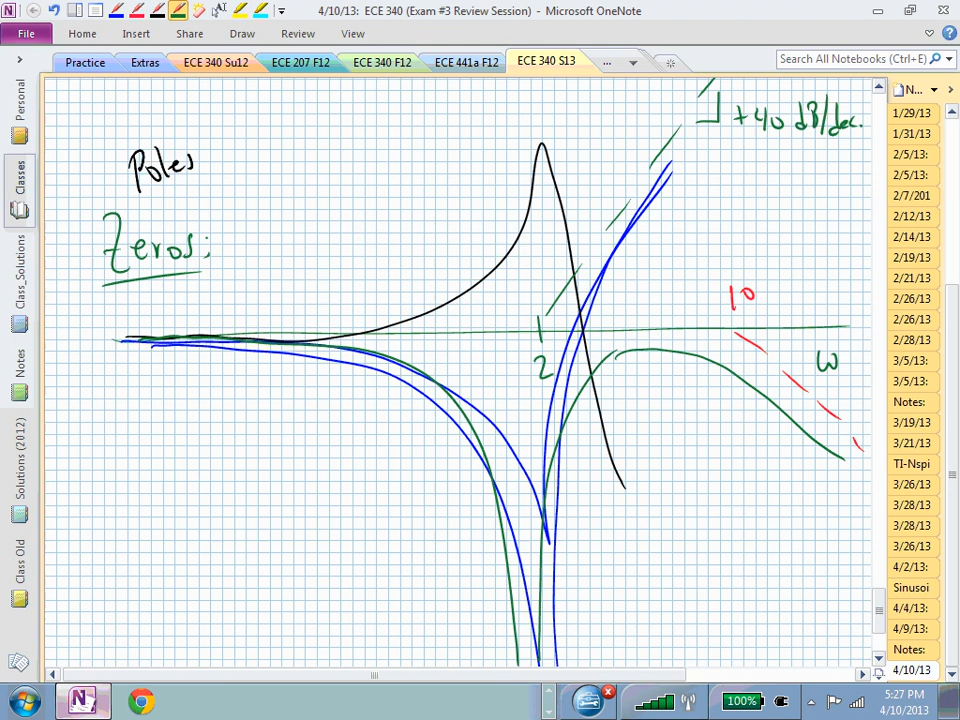 4/10/13: ECE 340 (Exam #3 Review Session) - Microsoft OneNote
File Home Insert Share Draw Review View
Practice Extras ECE 340 Su12 ECE 207 F12 ECE 340 F12 ECE 441a F12 ECE 340 S13 ...
Search All Notebooks (Ctrl+E)
Personal
Classes
Class_Solutions
Notes
Solutions (2012)
Class Old
+40 dB/dec.
Poles
Zeros:
10
1
2
ω
N...
1/29/13
1/31/13
2/5/13:
2/5/13:
2/7/201
2/12/13
2/14/13
2/19/13
2/21/13
2/26/13
2/26/13
2/28/13
3/5/13:
3/5/13:
Notes:
3/19/13
3/21/13
TI-Nspi
3/26/13
3/28/13
3/28/13
3/26/13
4/2/13:
Sinusoi
4/4/13:
4/9/13:
Notes:
4/10/13
100%
5:27 PM
4/10/2013